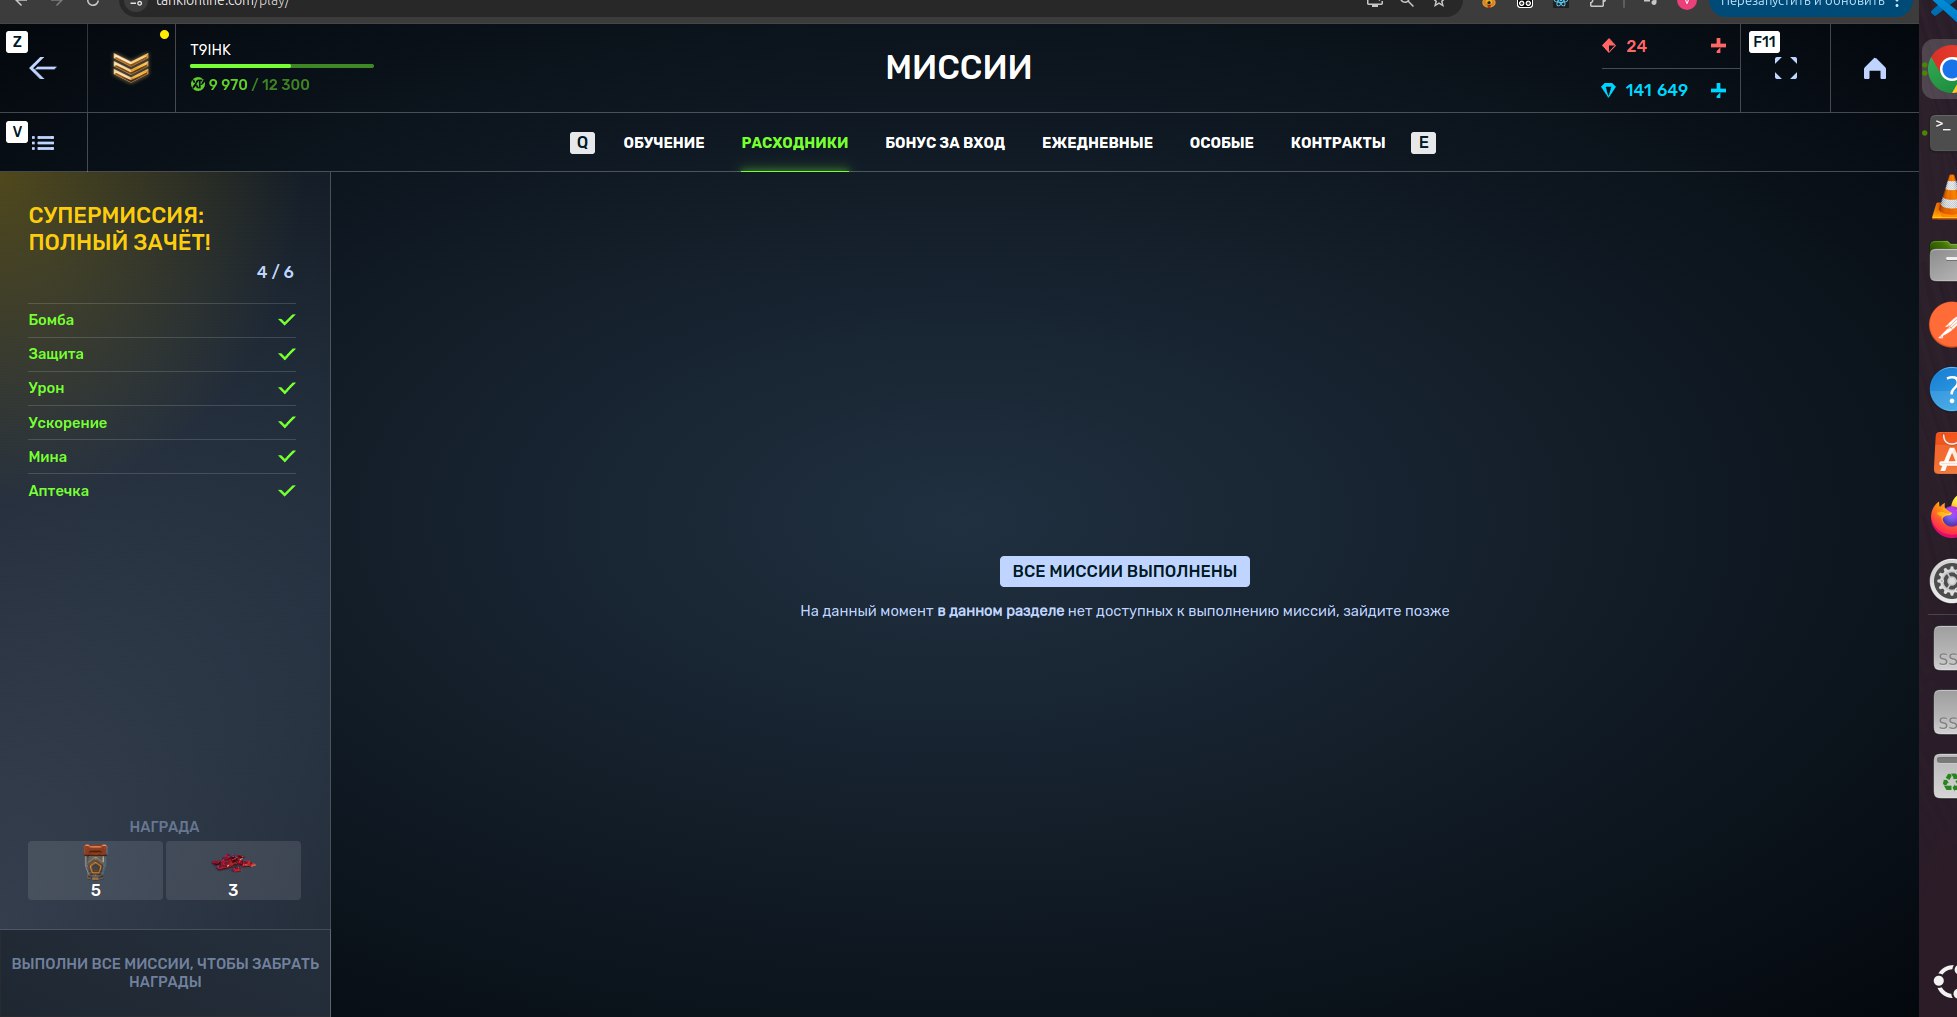 tankionline.com/play/
Перезапустить и обновить
Z
T9IHK
9 970 / 12 300
МИССИИ
24
141 649
F11
V
Q
ОБУЧЕНИЕ
РАСХОДНИКИ
БОНУС ЗА ВХОД
ЕЖЕДНЕВНЫЕ
ОСОБЫЕ
КОНТРАКТЫ
E
СУПЕРМИССИЯ:
ПОЛНЫЙ ЗАЧЁТ!
4 / 6
Бомба
Защита
Урон
Ускорение
Мина
Аптечка
ВСЕ МИССИИ ВЫПОЛНЕНЫ
На данный момент в данном разделе нет доступных к выполнению миссий, зайдите позже
НАГРАДА
5
3
ВЫПОЛНИ ВСЕ МИССИИ, ЧТОБЫ ЗАБРАТЬ
НАГРАДЫ